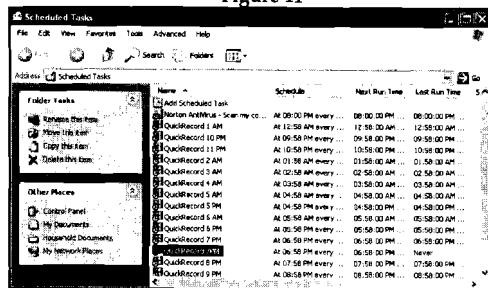 Figure 11
Scheduled Tasks
File Edit View Favorites Tools Advanced Help
Search Folders
Address Scheduled Tasks Go
Folder Tasks
Rename this item
Move this item
Copy this item
Delete this item
Other Places
Control Panel
My Documents
Household Documents
My Network Places
Name Schedule Next Run Time Last Run Time S
Add Scheduled Task
Norton AntiVirus - Scan my co... At 08:00 PM every ... 08:00:00 PM ... 08:00:00 PM ...
QuickRecord 1 AM At 12:58 AM every ... 12:58:00 AM ... 12:58:00 AM ...
QuickRecord 10 PM At 09:58 PM every ... 09:58:00 PM ... 09:58:00 PM ...
QuickRecord 11 PM At 10:58 PM every ... 10:58:00 PM ... 10:58:00 PM ...
QuickRecord 2 AM At 01:58 AM every ... 01:58:00 AM ... 01:58:00 AM ...
QuickRecord 3 AM At 02:58 AM every ... 02:58:00 AM ... 02:58:00 AM ...
QuickRecord 4 AM At 03:58 AM every ... 03:58:00 AM ... 03:58:00 AM ...
QuickRecord 5 AM At 04:58 AM every ... 04:58:00 AM ... 04:58:00 AM ...
QuickRecord 5 PM At 04:58 PM every ... 04:58:00 PM ... 04:58:00 PM ...
QuickRecord 6 AM At 05:58 AM every ... 05:58:00 AM ... 05:58:00 AM ...
QuickRecord 6 PM At 05:58 PM every ... 05:58:00 PM ... 05:58:00 PM ...
QuickRecord 7 PM At 06:58 PM every ... 06:58:00 PM ... 06:58:00 PM ...
At 06:58 PM every ... 06:58:00 PM ... Never
QuickRecord 8 PM At 07:58 PM every ... 07:58:00 PM ... 07:58:00 PM ...
QuickRecord 9 PM At 08:58 PM every ... 08:58:00 PM ... 08:58:00 PM ...